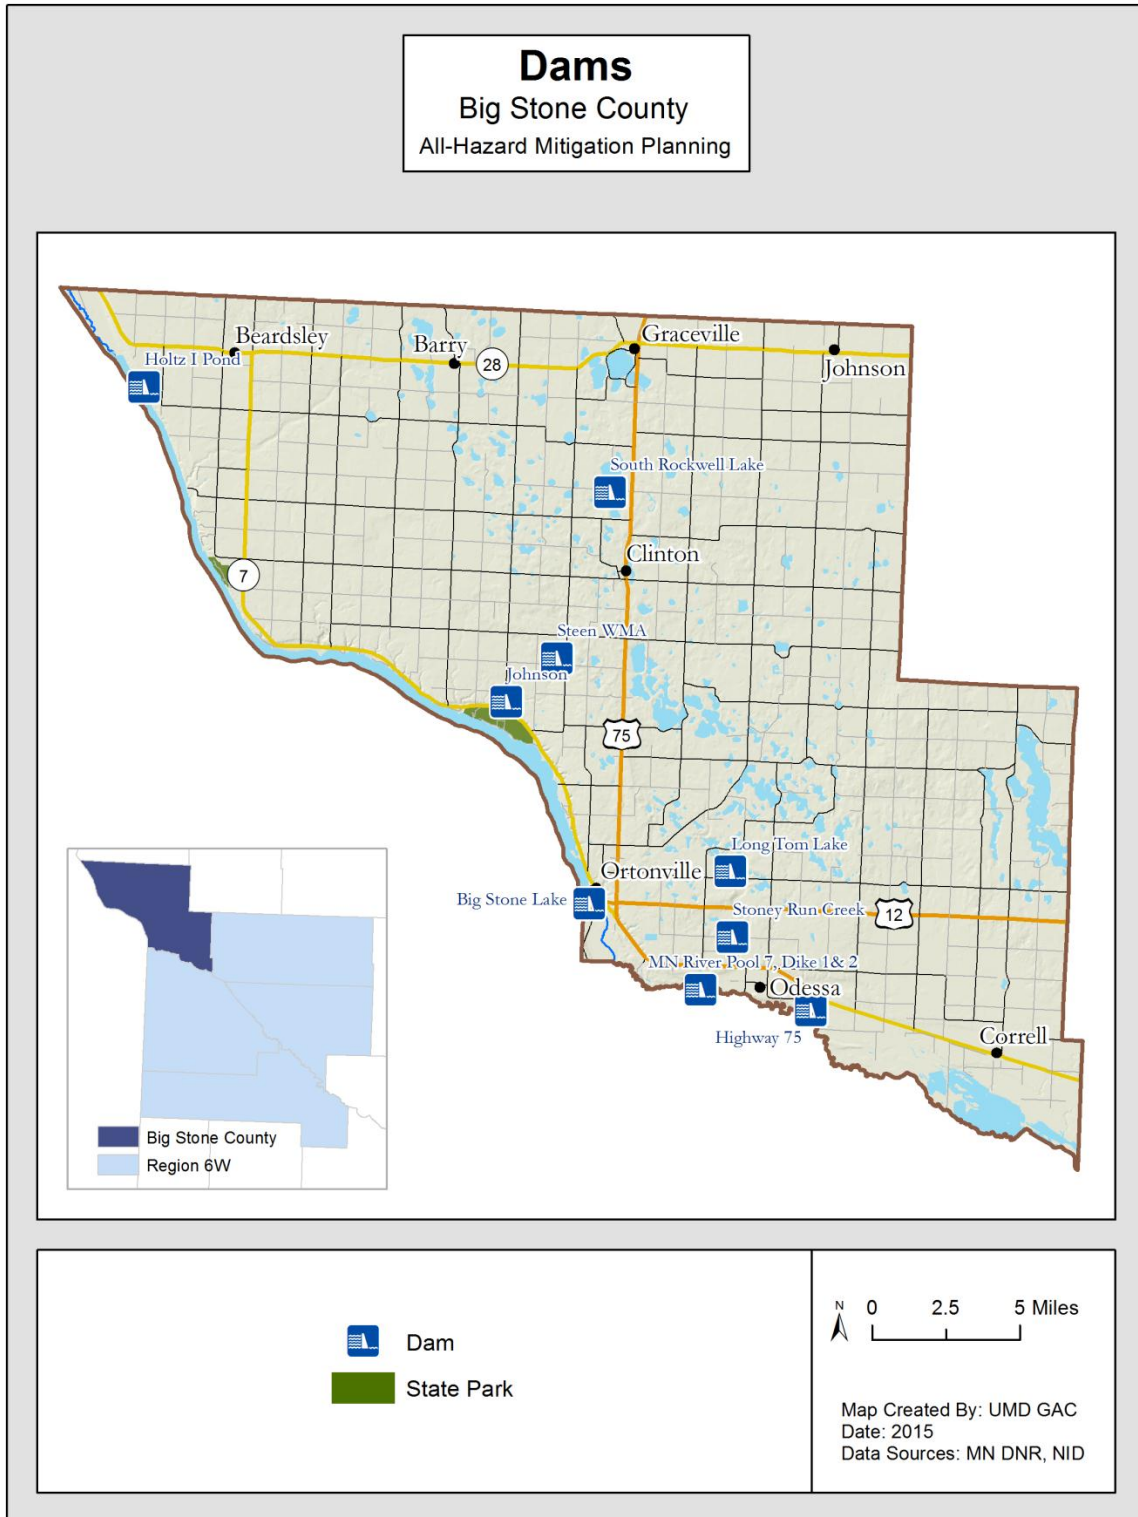 Dams
Big Stone County
All-Hazard Mitigation Planning
Beardsley
Holtz I Pond
Barry
28
Graceville
Johnson
South Rockwell Lake
Clinton
7
Steen WMA
Johnson
75
Long Tom Lake
Ortonville
Big Stone Lake
Stoney Run Creek
12
MN River Pool 7, Dike 1 & 2
Odessa
Highway 75
Correll
Big Stone County
Region 6W
Dam
State Park
N
0 2.5 5 Miles
Map Created By: UMD GAC
Date: 2015
Data Sources: MN DNR, NID